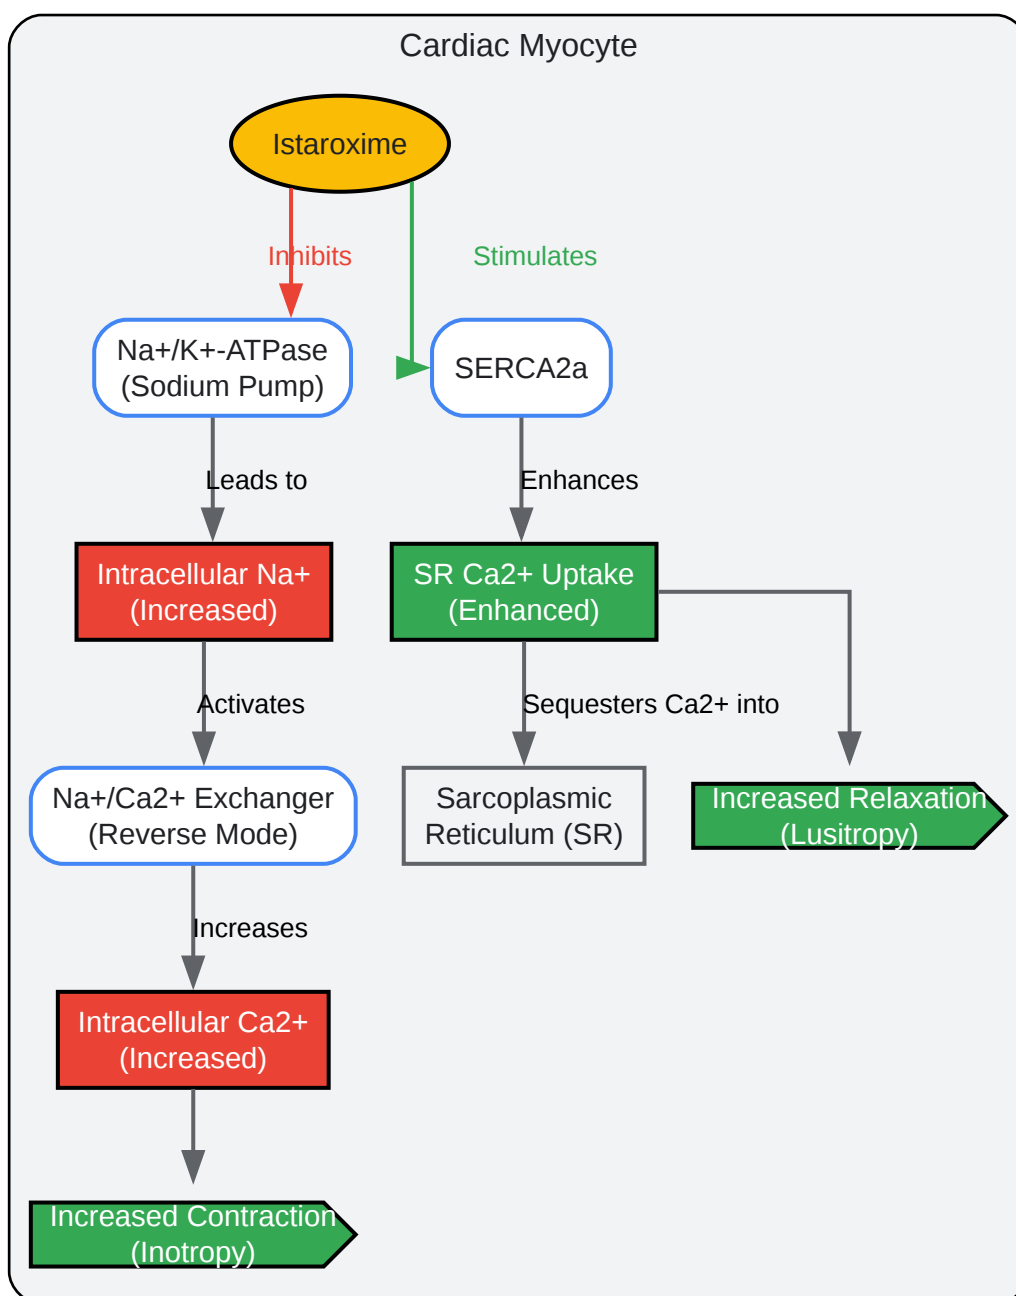 Cardiac Myocyte
Istaroxime
Inhibits
Stimulates
Na+/K+-ATPase
(Sodium Pump)
SERCA2a
Leads to
Enhances
Intracellular Na+
(Increased)
SR Ca2+ Uptake
(Enhanced)
Activates
Sequesters Ca2+ into
Na+/Ca2+ Exchanger
(Reverse Mode)
Sarcoplasmic
Reticulum (SR)
Increased Relaxation
(Lusitropy)
Increases
Intracellular Ca2+
(Increased)
Increased Contraction
(Inotropy)